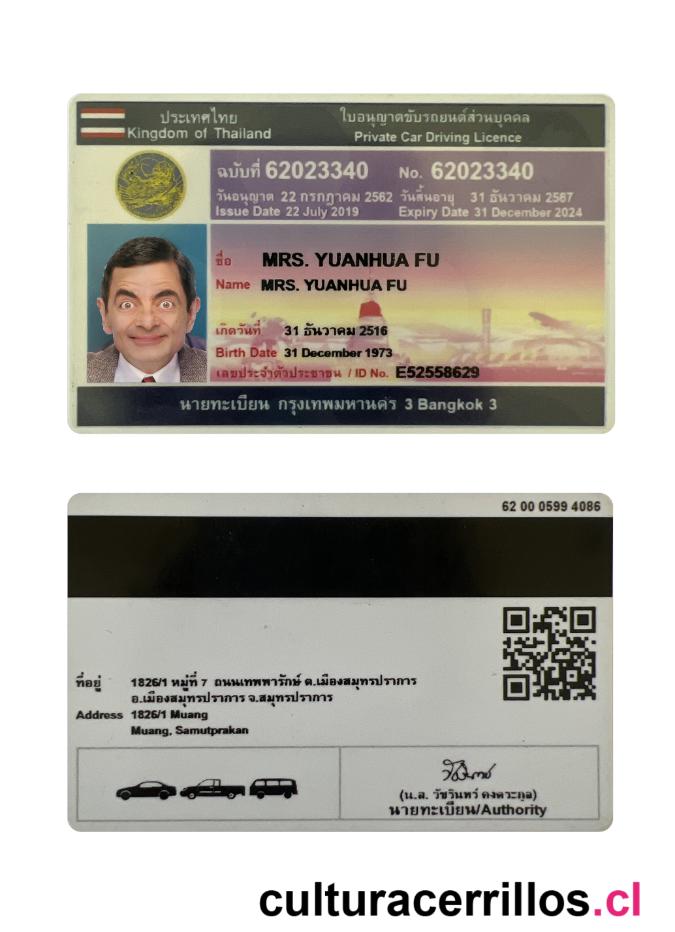 ประเทศไทย
Kingdom of Thailand
ใบอนุญาตขับรถยนต์ส่วนบุคคล
Private Car Driving Licence
ฉบับที่ 62023340 No. 62023340
วันอนุญาต 22 กรกฎาคม 2562 วันสิ้นอายุ 31 ธันวาคม 2567
Issue Date 22 July 2019 Expiry Date 31 December 2024
ชื่อ MRS. YUANHUA FU
Name MRS. YUANHUA FU
เกิดวันที่ 31 ธันวาคม 2516
Birth Date 31 December 1973
เลขประจำตัวประชาชน / ID No. E52558629
นายทะเบียน กรุงเทพมหานคร 3 Bangkok 3
62 00 0599 4086
ที่อยู่ 1826/1 หมู่ที่ 7 ถนนเทพพารักษ์ ต.เมืองสมุทรปราการ
อ.เมืองสมุทรปราการ จ.สมุทรปราการ
Address 1826/1 Muang
Muang, Samutprakan
(น.ส. วัชรินทร์
นายทะเบียน/Authority
culturacerrillos.cl